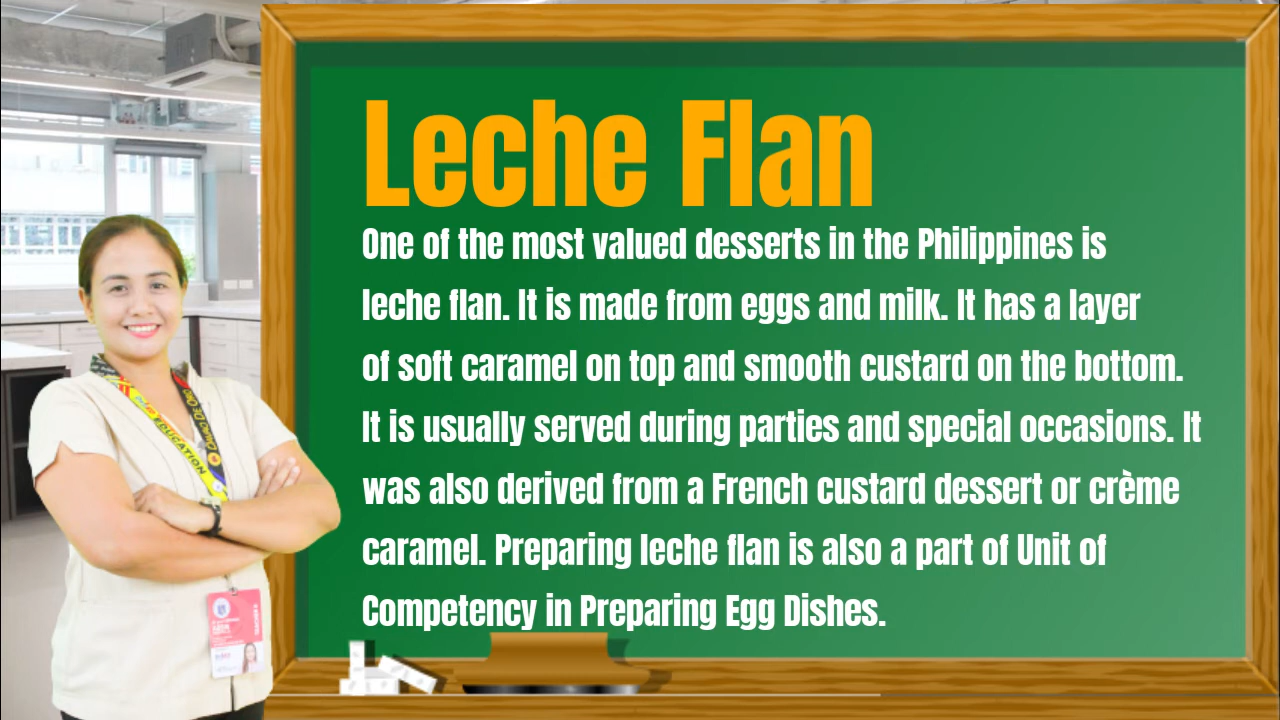 Leche Flan
One of the most valued desserts in the Philippines is
leche flan. It is made from eggs and milk. It has a layer
of soft caramel on top and smooth custard on the bottom.
It is usually served during parties and special occasions. It
was also derived from a French custard dessert or crème
caramel. Preparing leche flan is also a part of Unit of
Competency in Preparing Egg Dishes.
EDUCATION